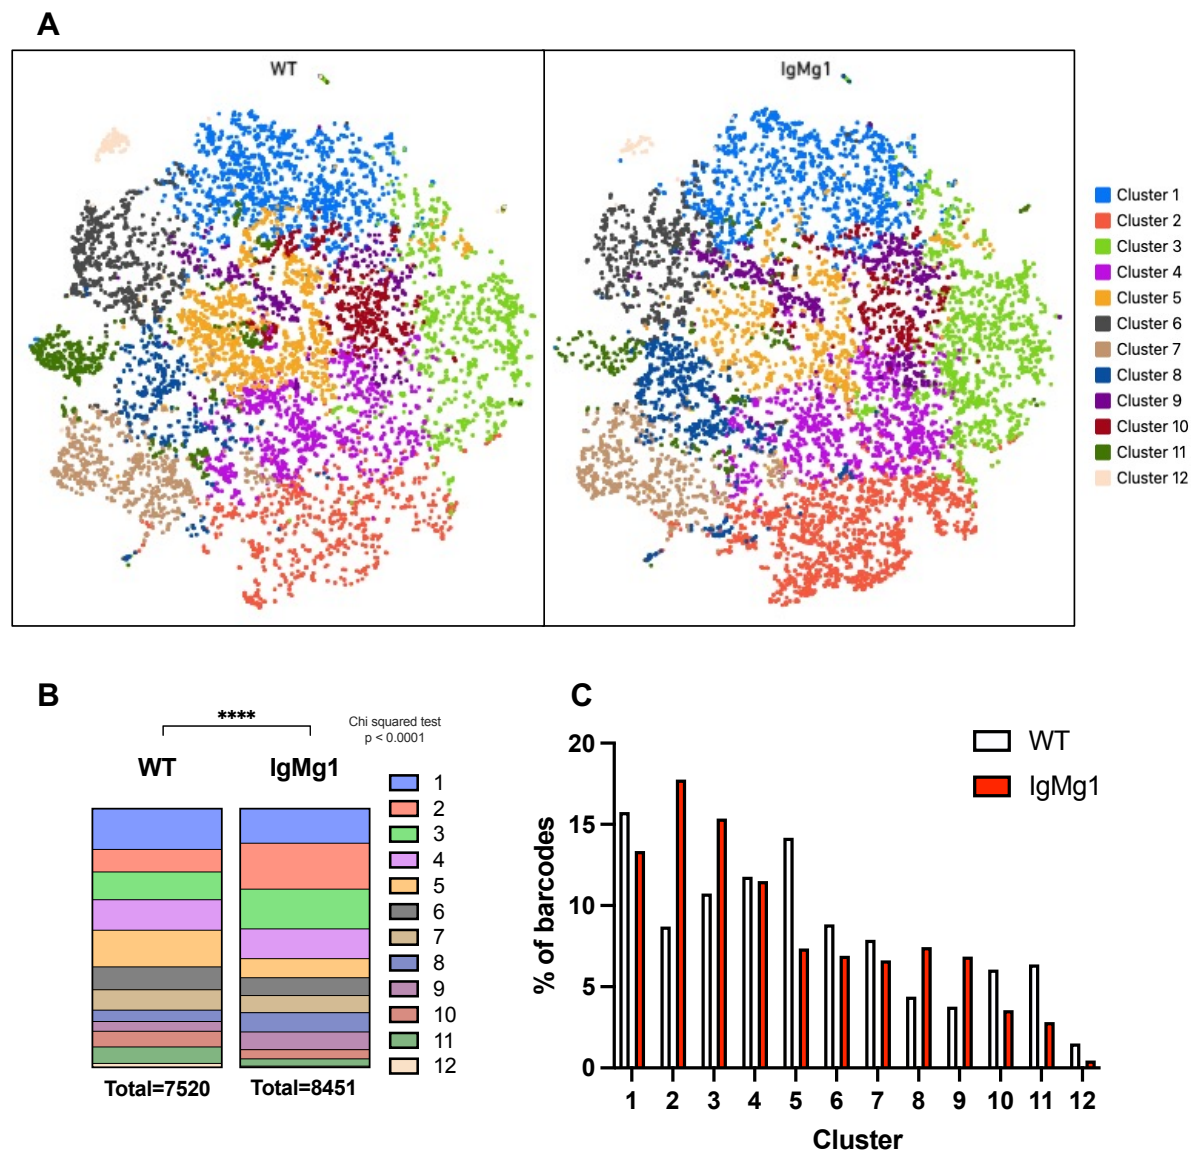 A
WT
IgMg1
Cluster 1
Cluster 2
Cluster 3
Cluster 4
Cluster 5
Cluster 6
Cluster 7
Cluster 8
Cluster 9
Cluster 10
Cluster 11
Cluster 12
B
****
Chi squared test
p < 0.0001
WT
IgMg1
1
2
3
4
5
6
7
8
9
10
11
12
Total=7520
Total=8451
C
WT
IgMg1
% of barcodes
20
15
10
5
0
1 2 3 4 5 6 7 8 9 10 11 12
Cluster